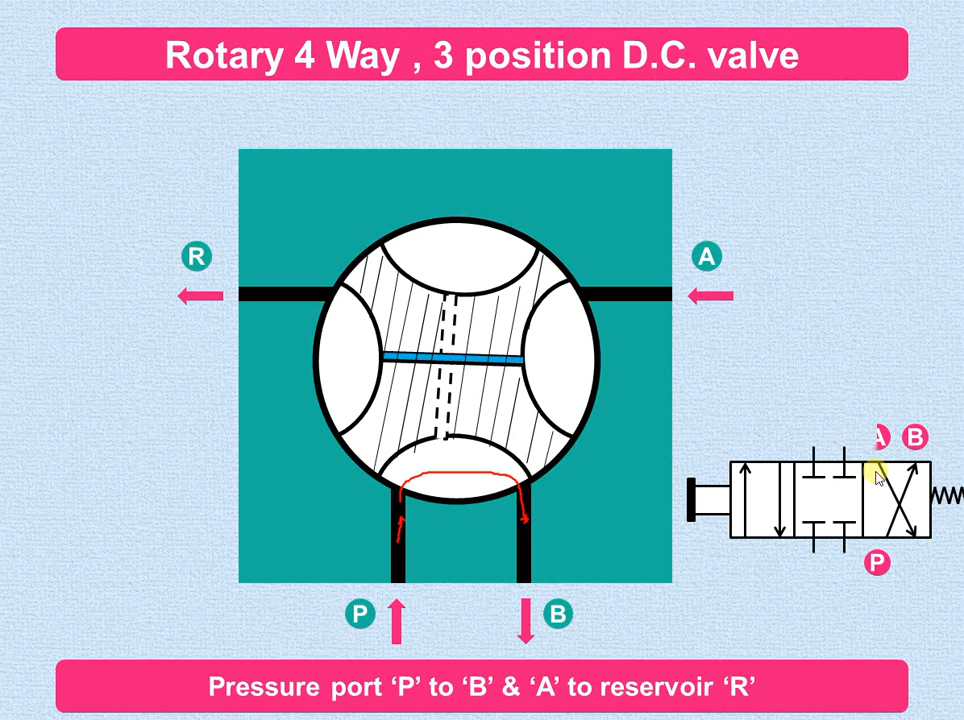 Rotary 4 Way , 3 position D.C. valve
R
A
A B
P
P
B
Pressure port ‘P’ to ‘B’ & ‘A’ to reservoir ‘R’